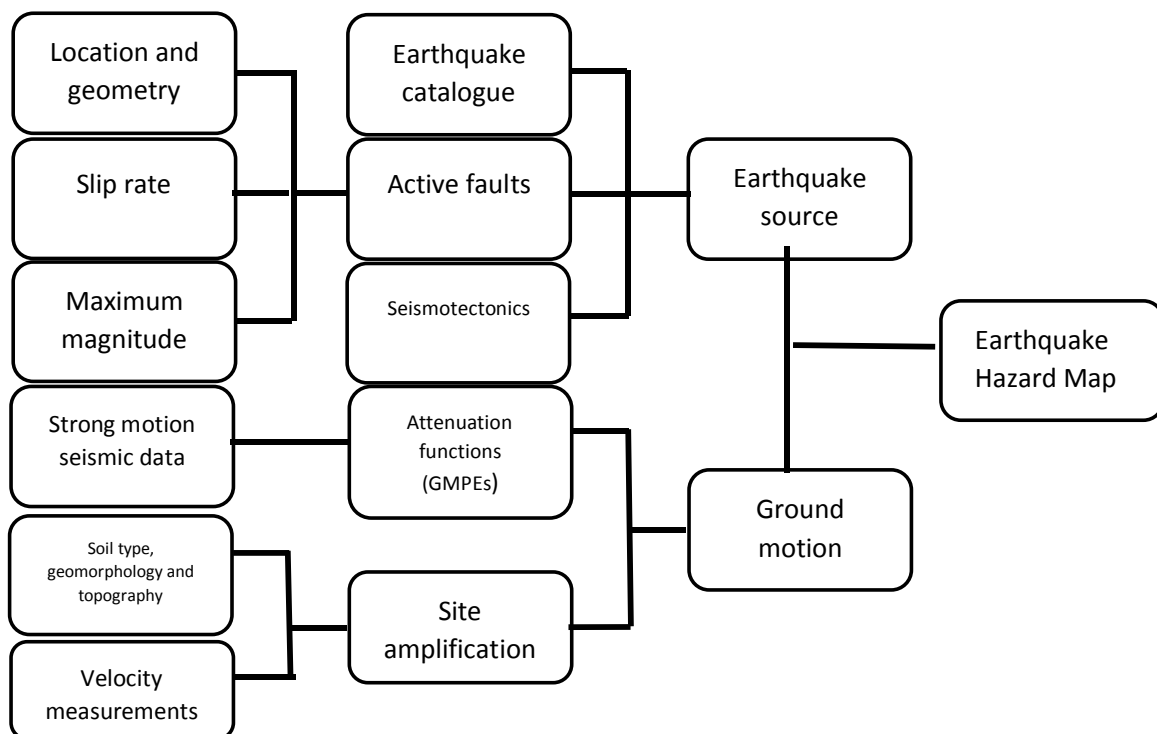 Location and
geometry
Earthquake
catalogue
Slip rate
Active faults
Earthquake
source
Maximum
magnitude
Seismotectonics
Earthquake
Hazard Map
Strong motion
seismic data
Attenuation
functions
(GMPEs)
Ground
motion
Soil type,
geomorphology and
topography
Site
amplification
Velocity
measurements